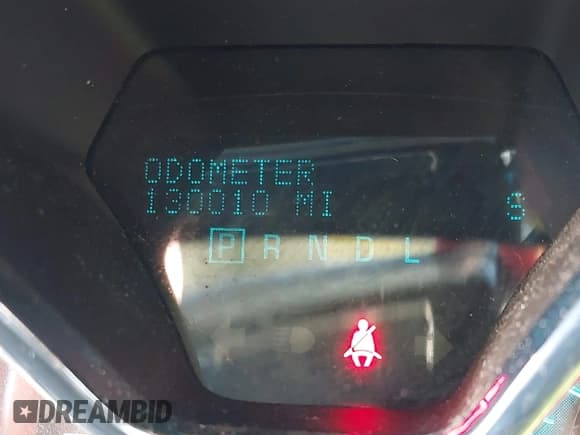 ODOMETER
130010 MI S
P R N D L
DREAMBID